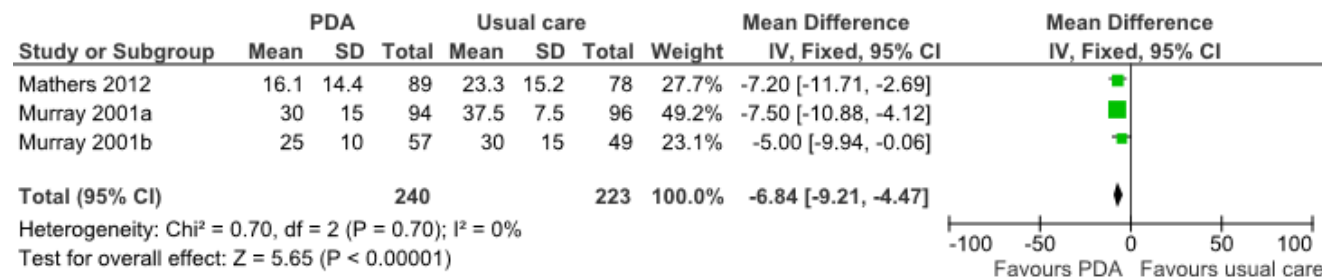 PDA Usual care Mean Difference Mean Difference
Study or Subgroup Mean SD Total Mean SD Total Weight IV, Fixed, 95% CI IV, Fixed, 95% CI
Mathers 2012 16.1 14.4 89 23.3 15.2 78 27.7% -7.20 [-11.71, -2.69]
Murray 2001a 30 15 94 37.5 7.5 96 49.2% -7.50 [-10.88, -4.12]
Murray 2001b 25 10 57 30 15 49 23.1% -5.00 [-9.94, -0.06]
Total (95% CI) 240 223 100.0% -6.84 [-9.21, -4.47]
Heterogeneity: Chi² = 0.70, df = 2 (P = 0.70); I² = 0%
Test for overall effect: Z = 5.65 (P < 0.00001)
-100 -50 0 50 100
Favours PDA Favours usual care